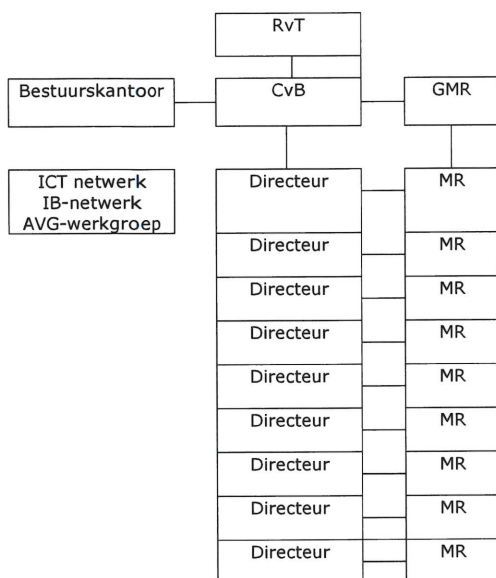 RvT
Bestuurskantoor
CvB
GMR
ICT netwerk
IB-netwerk
AVG-werkgroep
Directeur
MR
Directeur
MR
Directeur
MR
Directeur
MR
Directeur
MR
Directeur
MR
Directeur
MR
Directeur
MR
Directeur
MR